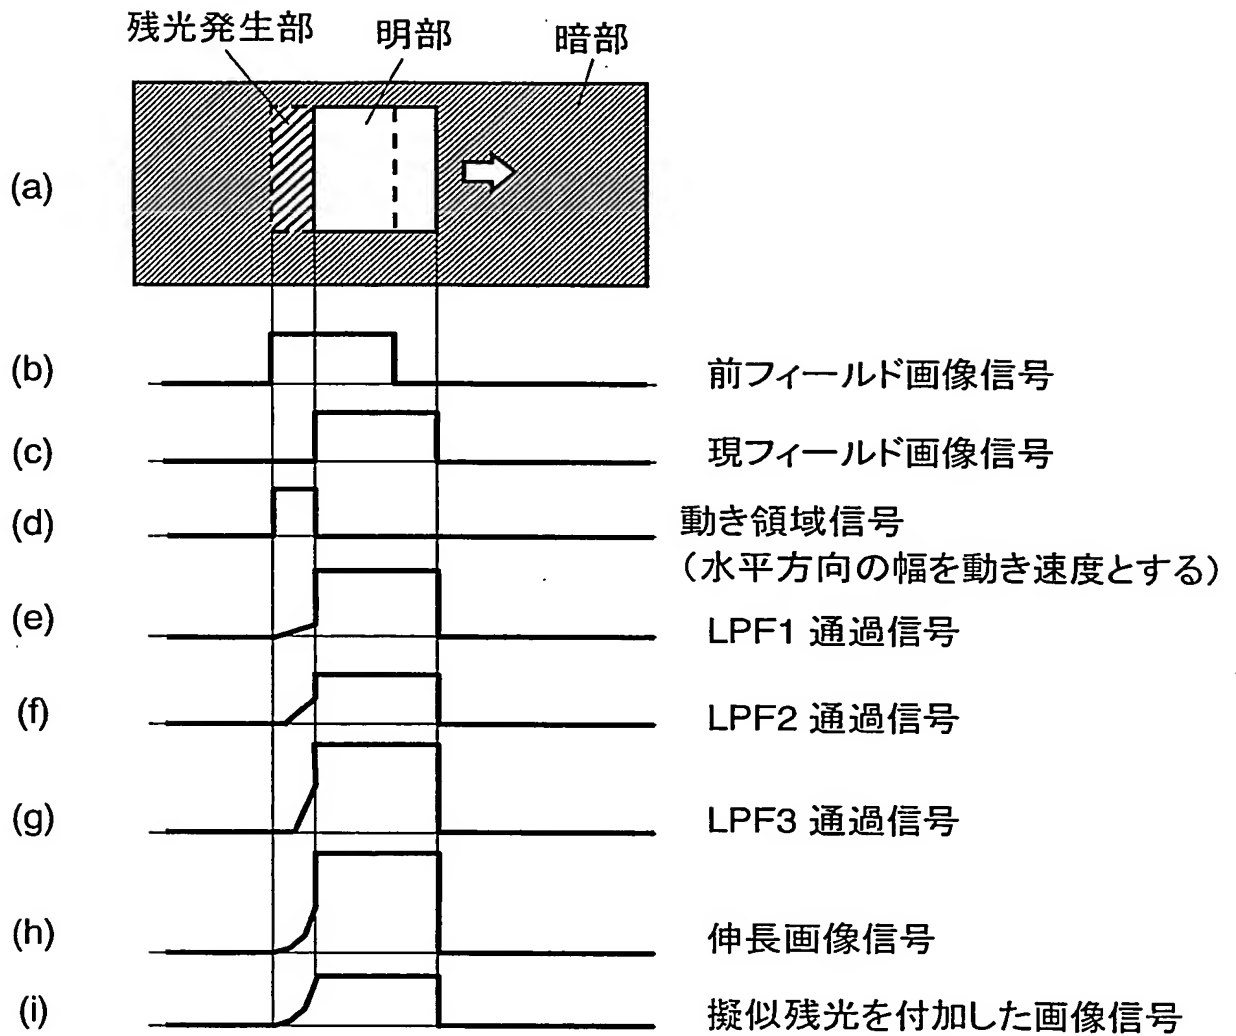 残光発生部 明部 暗部
(a)
(b) 前フィールド画像信号
(c) 現フィールド画像信号
(d) 動き領域信号
（水平方向の幅を動き速度とする）
(e) LPF1 通過信号
(f) LPF2 通過信号
(g) LPF3 通過信号
(h) 伸長画像信号
(i) 擬似残光を付加した画像信号